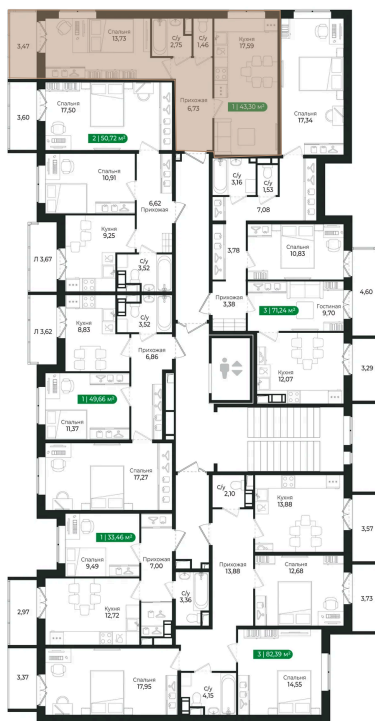 3,47
Спальня
13,73
С/у
2,75
С/у
1,46
Кухня
17,59
Прихожая
6,73
1 | 43,30 м²
Спальня
17,34
3,60
Спальня
17,50
2 | 50,72 м²
Спальня
10,91
6,62
Прихожая
С/у
3,16
С/у
1,53
7,08
Л 3,67
Кухня
9,25
С/у
3,52
3,78
Спальня
10,83
4,60
Прихожая
3,38
3 | 71,24 м²
Гостиная
9,70
Л 3,62
Кухня
8,83
С/у
3,52
Прихожая
6,86
Кухня
12,07
3,29
1 | 49,66 м²
Спальня
11,37
Спальня
17,27
С/у
2,10
Кухня
13,88
3,57
1 | 33,46 м²
Спальня
9,49
Прихожая
7,00
Прихожая
13,88
Спальня
12,68
3,73
2,97
Кухня
12,72
С/у
3,36
3,37
Спальня
17,95
С/у
4,15
3 | 82,39 м²
Спальня
14,55